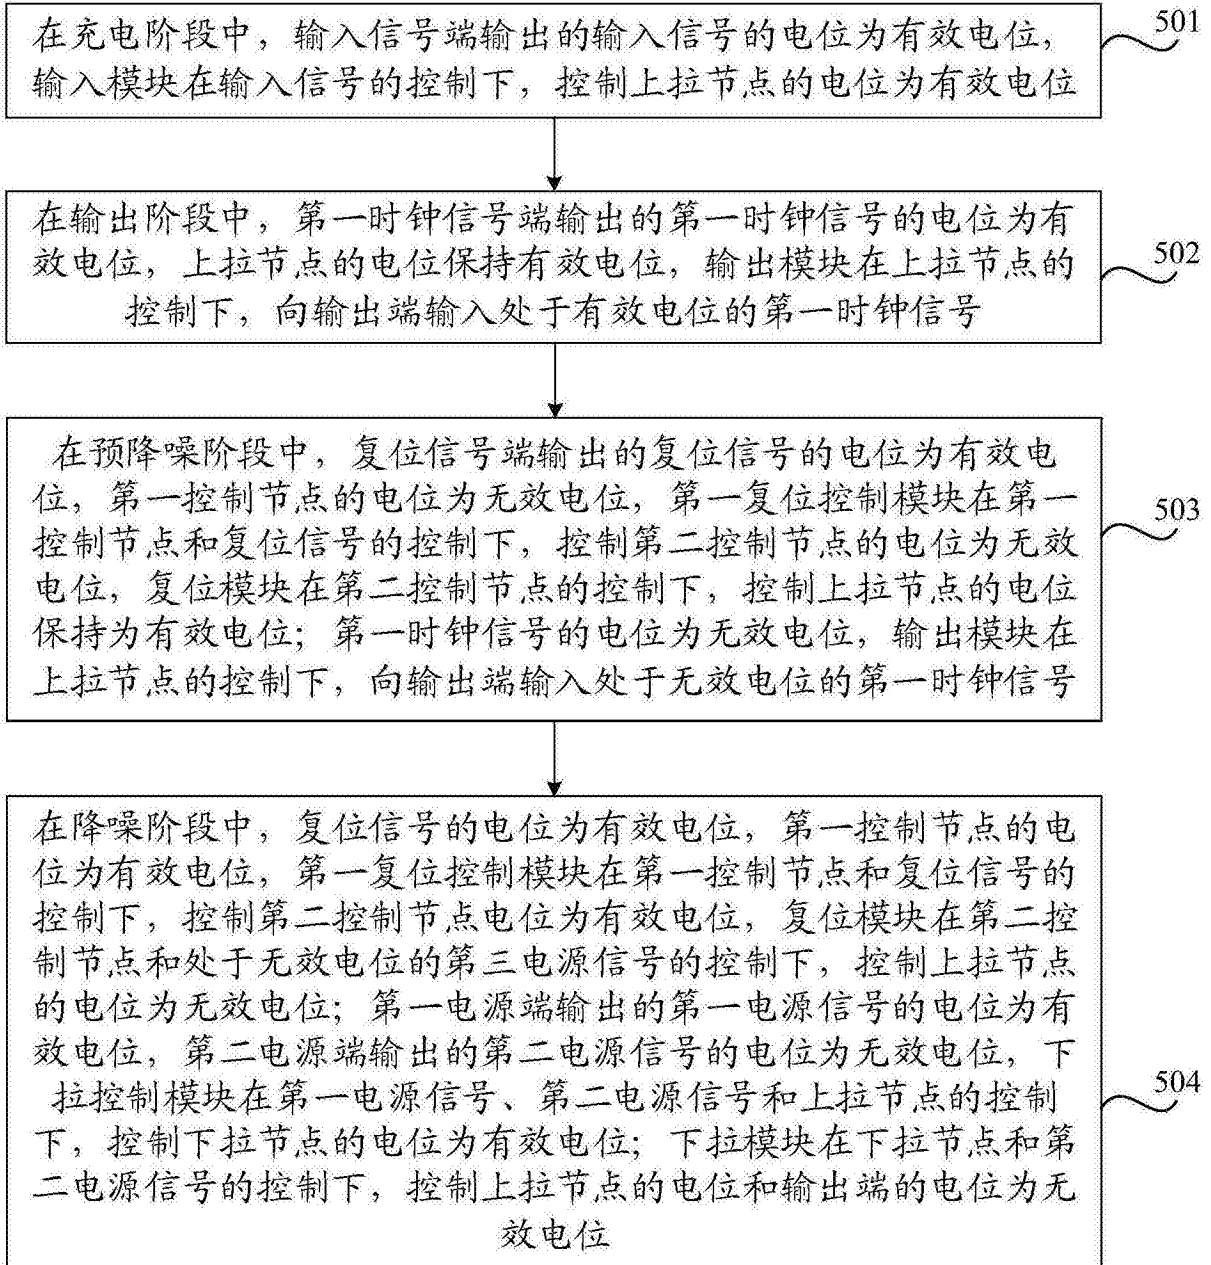 在充电阶段中，输入信号端输出的输入信号的电位为有效电位，
输入模块在输入信号的控制下，控制上拉节点的电位为有效电位
501
在输出阶段中，第一时钟信号端输出的第一时钟信号的电位为有
效电位，上拉节点的电位保持有效电位，输出模块在上拉节点的
控制下，向输出端输入处于有效电位的第一时钟信号
502
在预降噪阶段中，复位信号端输出的复位信号的电位为有效电
位，第一控制节点的电位为无效电位，第一复位控制模块在第一
控制节点和复位信号的控制下，控制第二控制节点的电位为无效
电位，复位模块在第二控制节点的控制下，控制上拉节点的电位
保持为有效电位；第一时钟信号的电位为无效电位，输出模块在
上拉节点的控制下，向输出端输入处于无效电位的第一时钟信号
503
在降噪阶段中，复位信号的电位为有效电位，第一控制节点的电
位为有效电位，第一复位控制模块在第一控制节点和复位信号的
控制下，控制第二控制节点电位为有效电位，复位模块在第二控
制节点和处于无效电位的第三电源信号的控制下，控制上拉节点
的电位为无效电位；第一电源端输出的第一电源信号的电位为有
效电位，第二电源端输出的第二电源信号的电位为无效电位，下
拉控制模块在第一电源信号、第二电源信号和上拉节点的控制
下，控制下拉节点的电位为有效电位；下拉模块在下拉节点和第
二电源信号的控制下，控制上拉节点的电位和输出端的电位为无
效电位
504